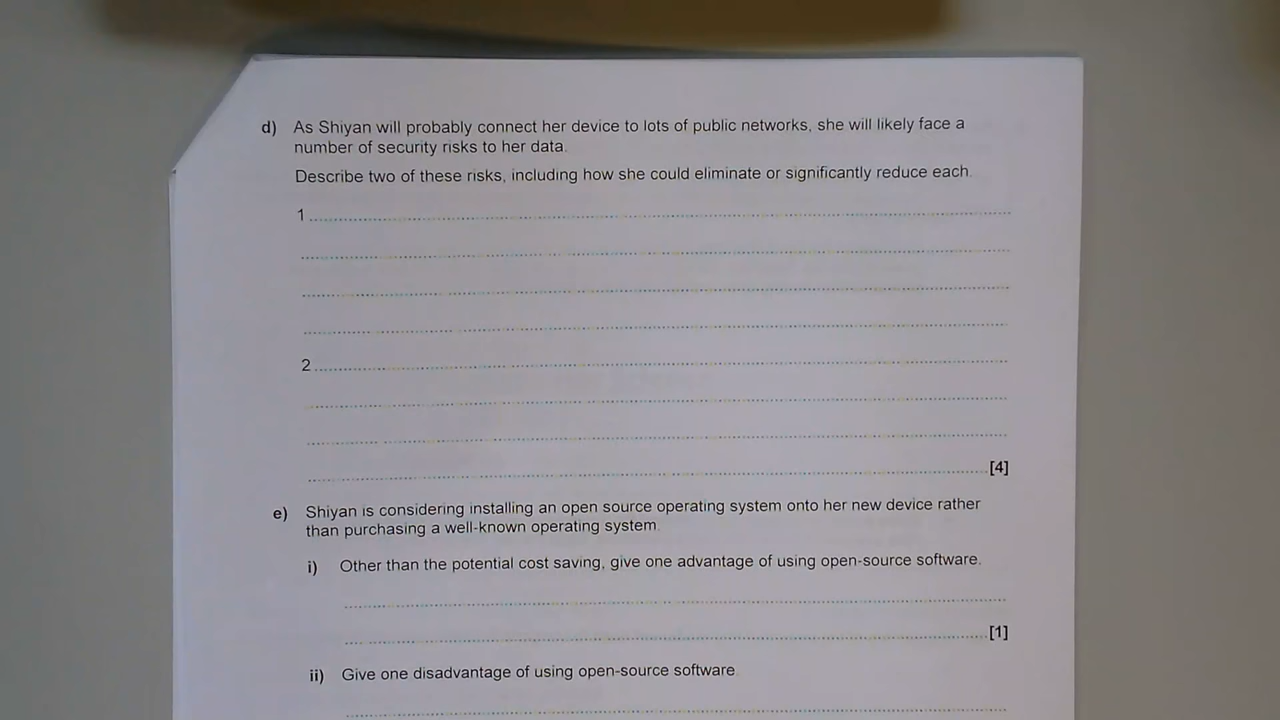 d) As Shiyan will probably connect her device to lots of public networks, she will likely face a
number of security risks to her data.
Describe two of these risks, including how she could eliminate or significantly reduce each.
1
2
[4]
e) Shiyan is considering installing an open source operating system onto her new device rather
than purchasing a well-known operating system.
i) Other than the potential cost saving, give one advantage of using open-source software.
[1]
ii) Give one disadvantage of using open-source software